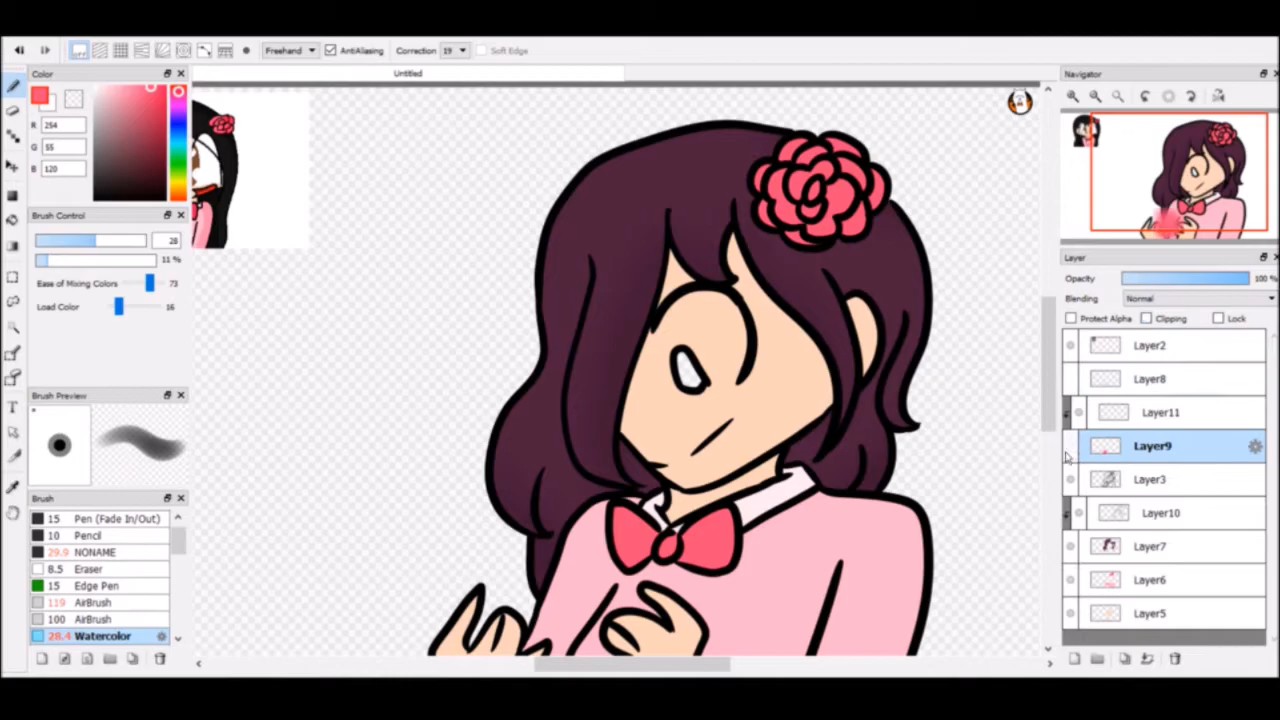 Freehand AntiAliasing Correction 19 Soft Edge
Color
R 254
G 55
B 120
Brush Control
28
11 %
Ease of Mixing Colors 73
Load Color 16
Brush Preview
Brush
15 Pen (Fade In/Out)
10 Pencil
29.9 NONAME
8.5 Eraser
15 Edge Pen
119 AirBrush
100 AirBrush
28.4 Watercolor
Untitled
Navigator
Layer
Opacity 100 %
Blending Normal
Protect Alpha Clipping Lock
Layer2
Layer8
Layer11
Layer9
Layer3
Layer10
Layer7
Layer6
Layer5